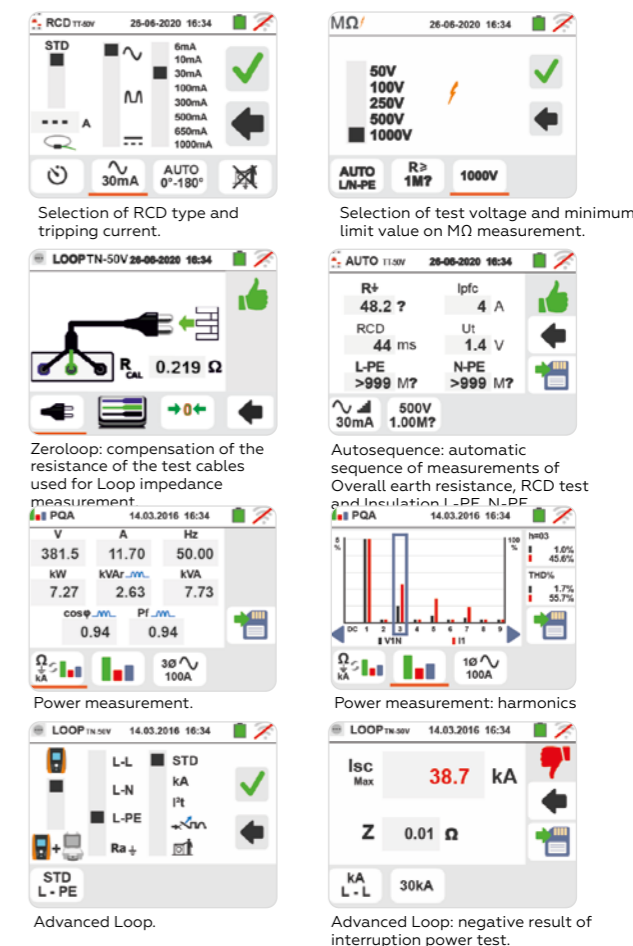 RCD TT-50V 26-06-2020 16:34
STD
A
6mA
10mA
30mA
100mA
300mA
500mA
650mA
1000mA
30mA
AUTO
0°-180°
Selection of RCD type and
tripping current.
MΩ 26-06-2020 16:34
50V
100V
250V
500V
1000V
AUTO
L/N-PE
R≥
1M?
1000V
Selection of test voltage and minimum
limit value on MΩ measurement.
LOOP TN-50V 26-06-2020 16:34
RCAL 0.219 Ω
→0←
Zeroloop: compensation of the
resistance of the test cables
used for Loop impedance
measurement.
AUTO TT-50V 26-06-2020 16:34
R Ipfc
48.2 ? 4 A
RCD Ut
44 ms 1.4 V
L-PE N-PE
>999 M? >999 M?
30mA
500V
1.00M?
Autosequence: automatic
sequence of measurements of
Overall earth resistance, RCD test
and Insulation L-PE, N-PE
PQA 14.03.2016 16:34
V A Hz
381.5 11.70 50.00
kW kVAr kVA
7.27 2.63 7.73
cosφ Pf
0.94 0.94
Ω
kA
3Ø
100A
Power measurement.
PQA 14.03.2016 16:34
5
%
100
%
h=03
1.0%
45.6%
THD%
1.7%
55.7%
DC 1 2 3 4 5 6 7 8 9
V1N I1
Ω
kA
1Ø
100A
Power measurement: harmonics
LOOP TN-50V 14.03.2016 16:34
L-L
L-N
L-PE
Ra
STD
kA
I²t
STD
L - PE
Advanced Loop.
LOOP TN-50V 14.03.2016 16:34
Isc
Max
38.7 kA
Z 0.01 Ω
kA
L - L
30kA
Advanced Loop: negative result of
interruption power test.